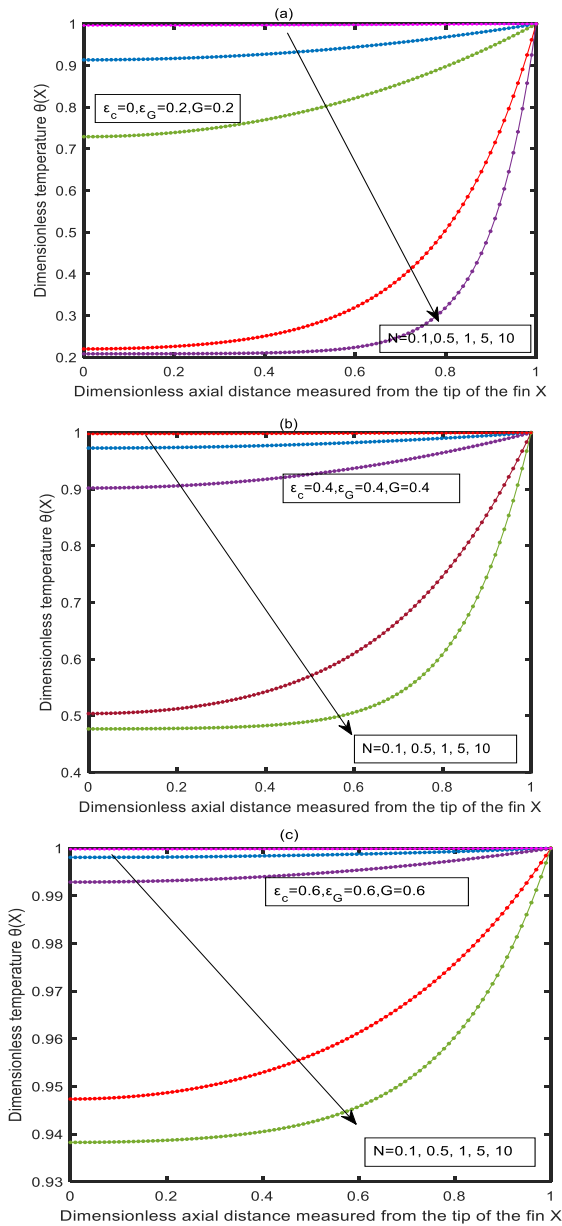 (a)
1
0.9
0.8
0.7
0.6
0.5
0.4
0.3
0.2
Dimensionless temperature θ(X)
ε_c=0,ε_G=0.2,G=0.2
N=0.1,0.5, 1, 5, 10
0 0.2 0.4 0.6 0.8 1
Dimensionless axial distance measured from the tip of the fin X
(b)
1
0.9
0.8
0.7
0.6
0.5
0.4
Dimensionless temperature θ(X)
ε_c=0.4,ε_G=0.4,G=0.4
N=0.1, 0.5, 1, 5, 10
0 0.2 0.4 0.6 0.8 1
Dimensionless axial distance measured from the tip of the fin X
(c)
1
0.99
0.98
0.97
0.96
0.95
0.94
0.93
Dimensionless temperature θ(X)
ε_c=0.6,ε_G=0.6,G=0.6
N=0.1, 0.5, 1, 5, 10
0 0.2 0.4 0.6 0.8 1
Dimensionless axial distance measured from the tip of the fin X